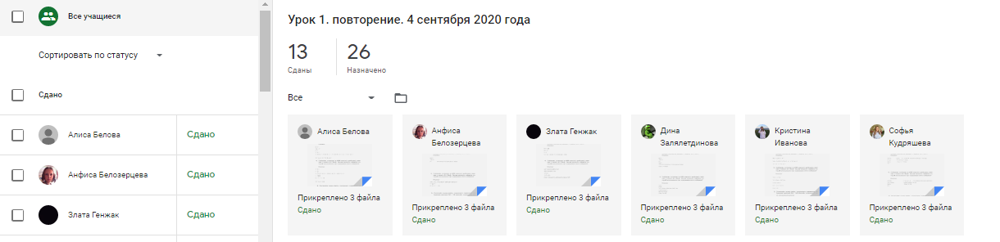 Все учащиеся
Сортировать по статусу
Сдано
Алиса Белова
Сдано
Анфиса Белозерцева
Сдано
Злата Генжак
Сдано
Урок 1. повторение. 4 сентября 2020 года
13
Сданы
26
Назначено
Все
Алиса Белова
Прикреплено 3 файла
Сдано
Анфиса
Белозерцева
Прикреплено 3 файла
Сдано
Злата Генжак
Прикреплено 3 файла
Сдано
Дина
Залялетдинова
Прикреплено 3 файла
Сдано
Кристина
Иванова
Прикреплено 3 файла
Сдано
Софья
Кудряшева
Прикреплено 3 файла
Сдано